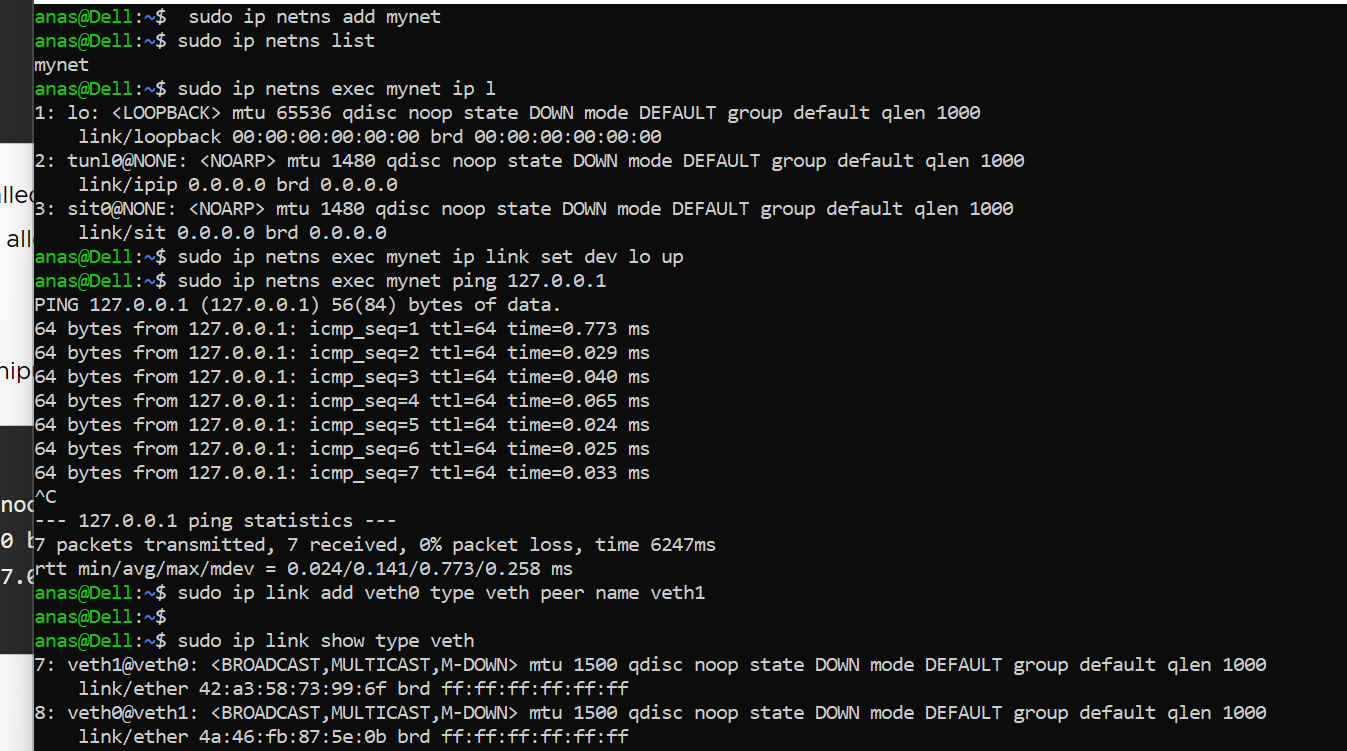 anas@Dell:~$  sudo ip netns add mynet
anas@Dell:~$ sudo ip netns list
mynet
anas@Dell:~$ sudo ip netns exec mynet ip l
1: lo: <LOOPBACK> mtu 65536 qdisc noop state DOWN mode DEFAULT group default qlen 1000
    link/loopback 00:00:00:00:00:00 brd 00:00:00:00:00:00
2: tunl0@NONE: <NOARP> mtu 1480 qdisc noop state DOWN mode DEFAULT group default qlen 1000
    link/ipip 0.0.0.0 brd 0.0.0.0
3: sit0@NONE: <NOARP> mtu 1480 qdisc noop state DOWN mode DEFAULT group default qlen 1000
    link/sit 0.0.0.0 brd 0.0.0.0
anas@Dell:~$ sudo ip netns exec mynet ip link set dev lo up
anas@Dell:~$ sudo ip netns exec mynet ping 127.0.0.1
PING 127.0.0.1 (127.0.0.1) 56(84) bytes of data.
64 bytes from 127.0.0.1: icmp_seq=1 ttl=64 time=0.773 ms
64 bytes from 127.0.0.1: icmp_seq=2 ttl=64 time=0.029 ms
64 bytes from 127.0.0.1: icmp_seq=3 ttl=64 time=0.040 ms
64 bytes from 127.0.0.1: icmp_seq=4 ttl=64 time=0.065 ms
64 bytes from 127.0.0.1: icmp_seq=5 ttl=64 time=0.024 ms
64 bytes from 127.0.0.1: icmp_seq=6 ttl=64 time=0.025 ms
64 bytes from 127.0.0.1: icmp_seq=7 ttl=64 time=0.033 ms
^C
--- 127.0.0.1 ping statistics ---
7 packets transmitted, 7 received, 0% packet loss, time 6247ms
rtt min/avg/max/mdev = 0.024/0.141/0.773/0.258 ms
anas@Dell:~$ sudo ip link add veth0 type veth peer name veth1
anas@Dell:~$
anas@Dell:~$ sudo ip link show type veth
7: veth1@veth0: <BROADCAST,MULTICAST,M-DOWN> mtu 1500 qdisc noop state DOWN mode DEFAULT group default qlen 1000
    link/ether 42:a3:58:73:99:6f brd ff:ff:ff:ff:ff:ff
8: veth0@veth1: <BROADCAST,MULTICAST,M-DOWN> mtu 1500 qdisc noop state DOWN mode DEFAULT group default qlen 1000
    link/ether 4a:46:fb:87:5e:0b brd ff:ff:ff:ff:ff:ff